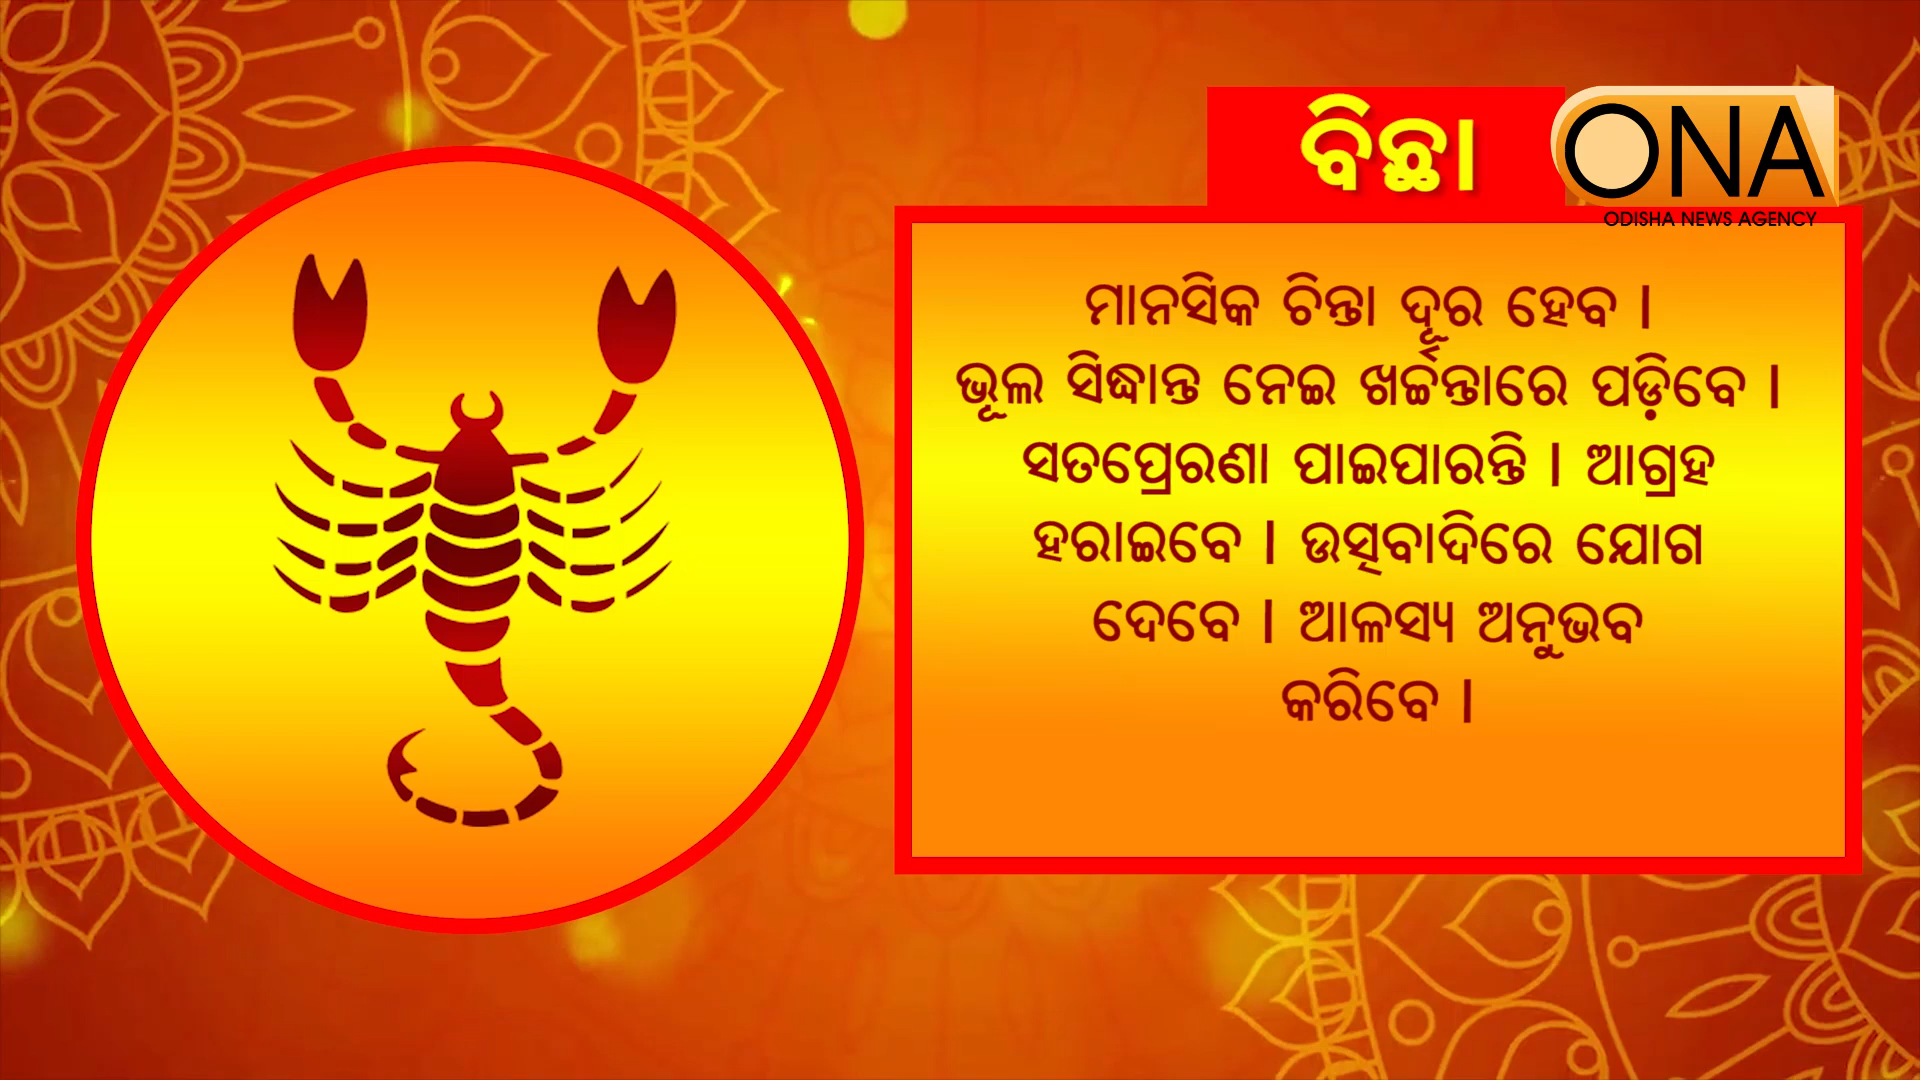 ବିଛା
ONA
ODISHA NEWS AGENCY
ମାନସିକ ଚିନ୍ତା ଦୂର ହେବ ।
ଭୂଲ ସିଦ୍ଧାନ୍ତ ନେଇ ଖର୍ଚ୍ଚନ୍ତାରେ ପଡ଼ିବେ ।
ସତପ୍ରେରଣା ପାଇପାରନ୍ତି । ଆଗ୍ରହ
ହରାଇବେ । ଉତ୍ସବାଦିରେ ଯୋଗ
ଦେବେ । ଆଳସ୍ୟ ଅନୁଭବ
କରିବେ ।